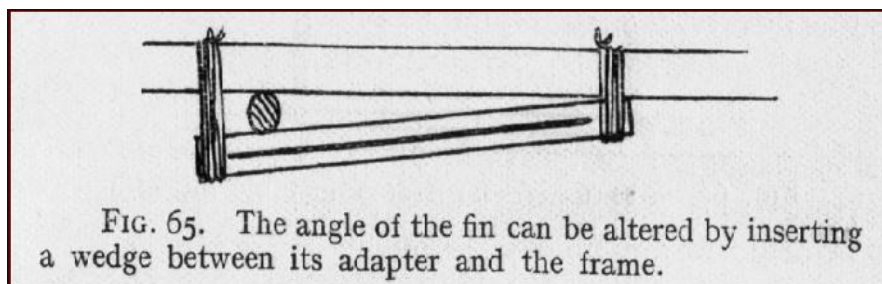 FIG. 65. The angle of the fin can be altered by inserting
a wedge between its adapter and the frame.